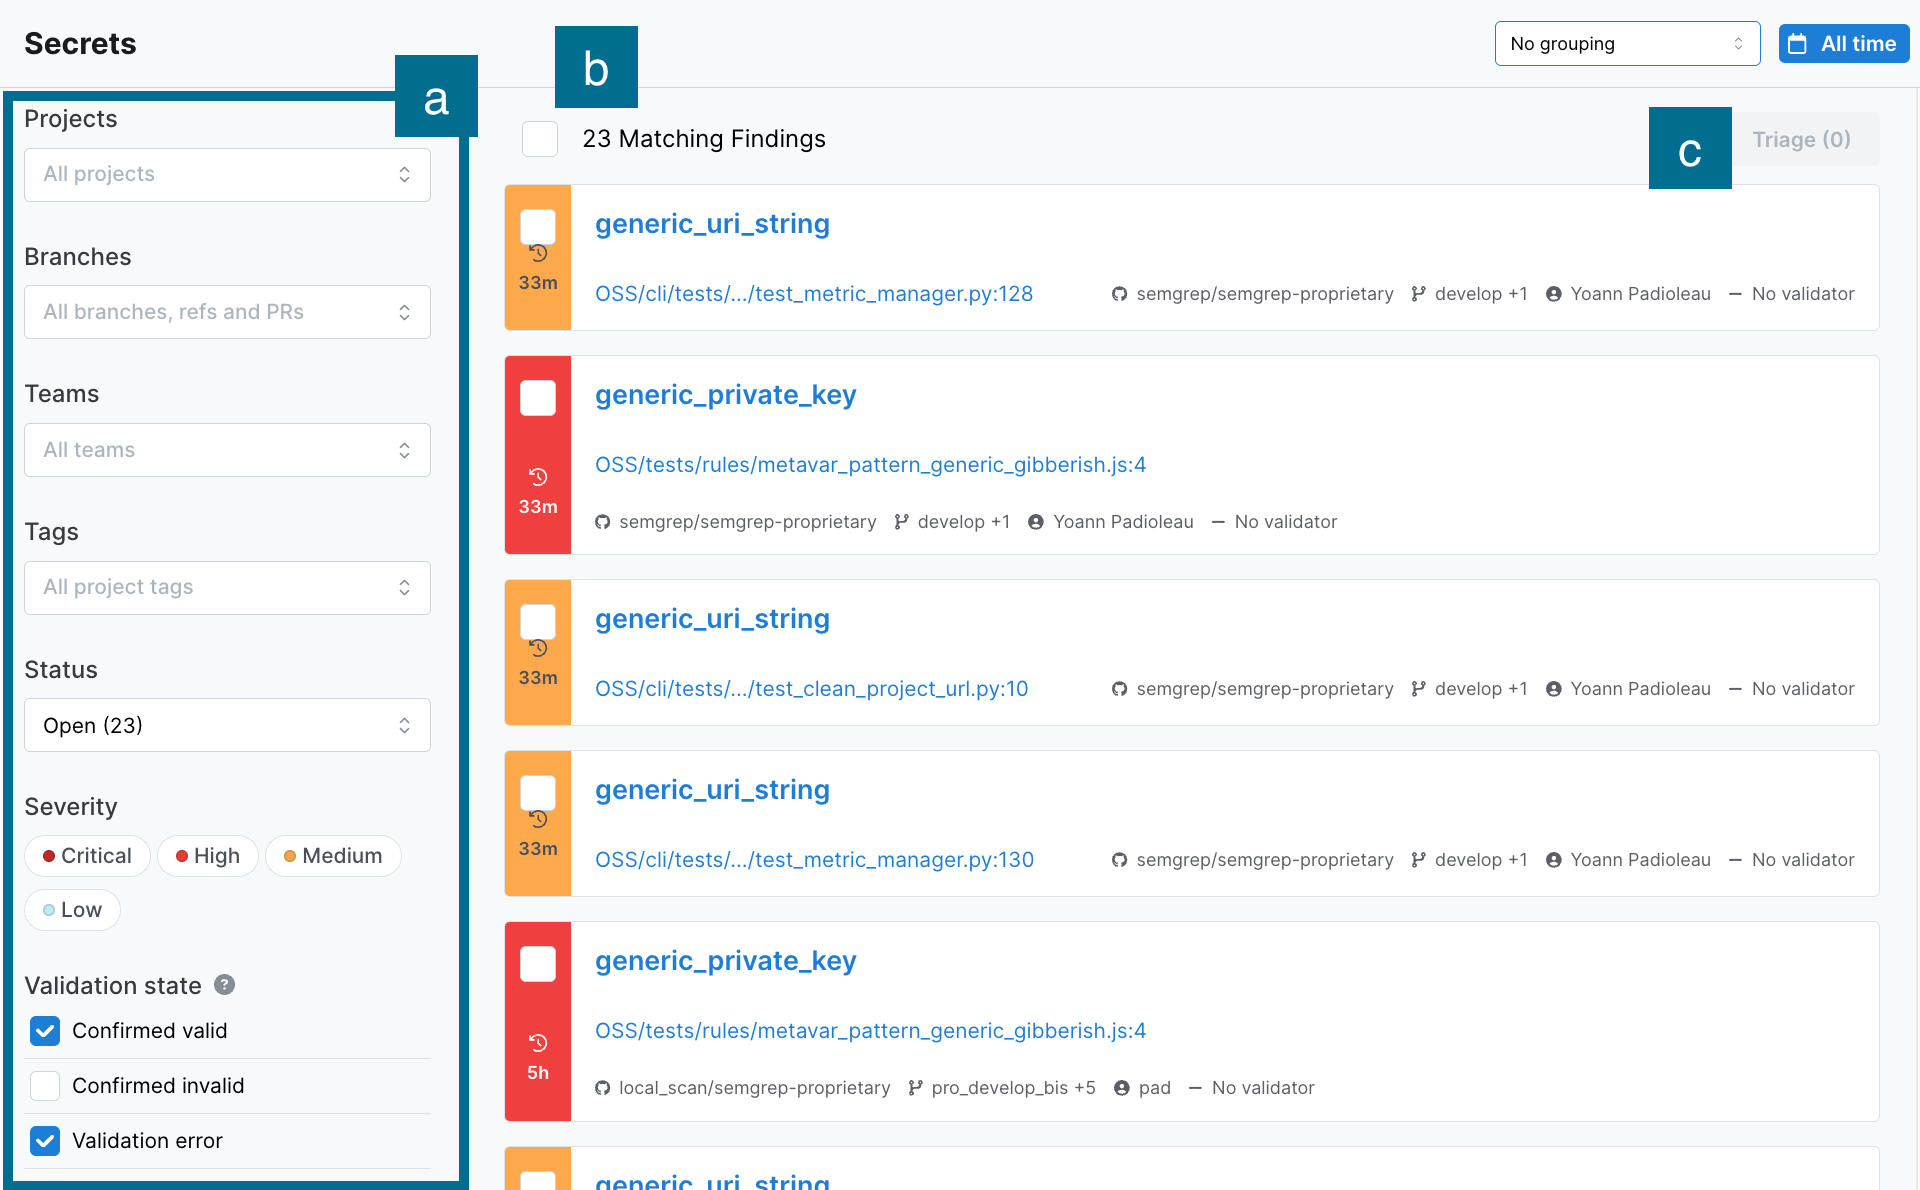 Secrets
No grouping
All time
a
b
c
Projects
All projects
Branches
All branches, refs and PRs
Teams
All teams
Tags
All project tags
Status
Open (23)
Severity
Critical
High
Medium
Low
Validation state ?
Confirmed valid
Confirmed invalid
Validation error
23 Matching Findings
Triage (0)
generic_uri_string
33m
OSS/cli/tests/.../test_metric_manager.py:128 semgrep/semgrep-proprietary develop +1 Yoann Padioleau – No validator
generic_private_key
OSS/tests/rules/metavar_pattern_generic_gibberish.js:4
33m
semgrep/semgrep-proprietary develop +1 Yoann Padioleau – No validator
generic_uri_string
33m
OSS/cli/tests/.../test_clean_project_url.py:10 semgrep/semgrep-proprietary develop +1 Yoann Padioleau – No validator
generic_uri_string
33m
OSS/cli/tests/.../test_metric_manager.py:130 semgrep/semgrep-proprietary develop +1 Yoann Padioleau – No validator
generic_private_key
OSS/tests/rules/metavar_pattern_generic_gibberish.js:4
5h
local_scan/semgrep-proprietary pro_develop_bis +5 pad – No validator
generic_uri_string